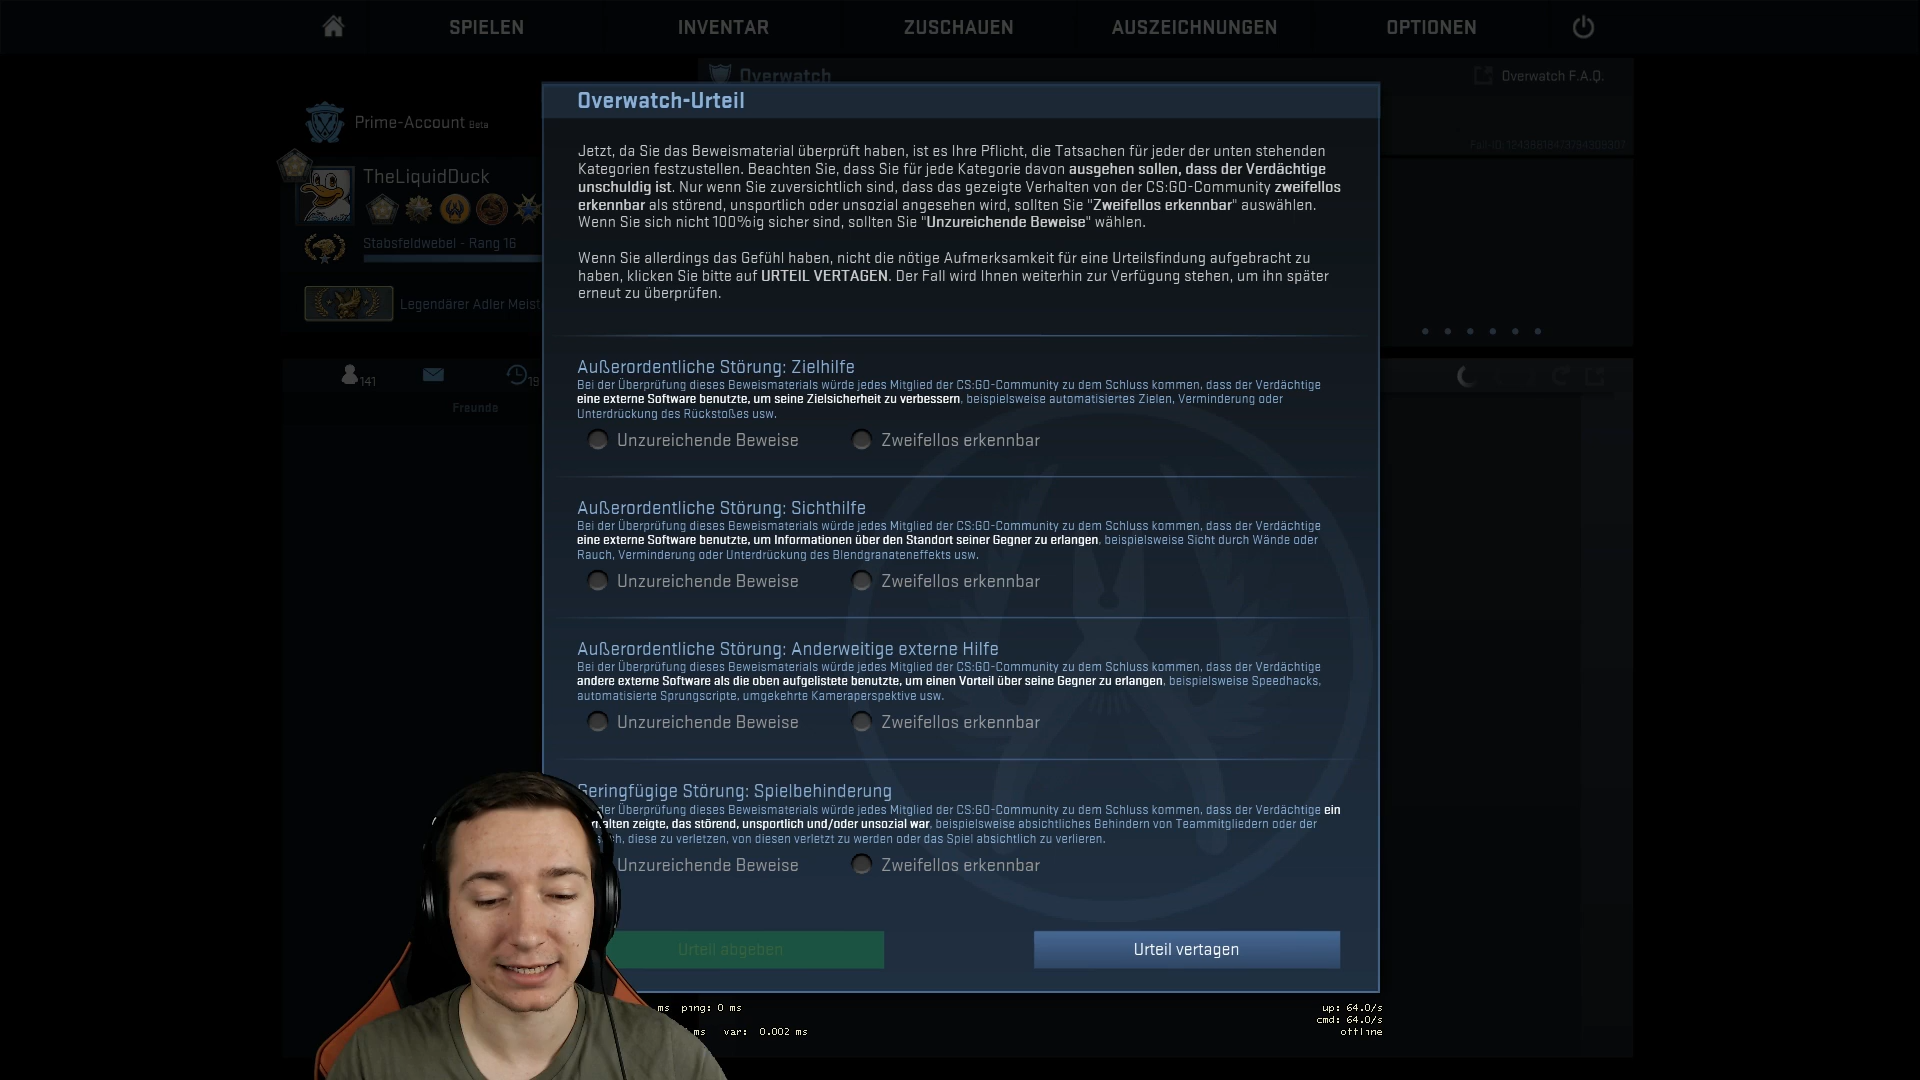 SPIELEN
INVENTAR
ZUSCHAUEN
AUSZEICHNUNGEN
OPTIONEN
Overwatch
Overwatch F.A.Q.
Prime-Account Beta
TheLiquidDuck
Stabsfeldwebel - Rang 16
Legendärer Adler Meist
141
19
Freunde
Overwatch-Urteil
Jetzt, da Sie das Beweismaterial überprüft haben, ist es Ihre Pflicht, die Tatsachen für jeder der unten stehenden
Kategorien festzustellen. Beachten Sie, dass Sie für jede Kategorie davon ausgehen sollen, dass der Verdächtige
unschuldig ist. Nur wenn Sie zuversichtlich sind, dass das gezeigte Verhalten von der CS:GO-Community zweifellos
erkennbar als störend, unsportlich oder unsozial angesehen wird, sollten Sie "Zweifellos erkennbar" auswählen.
Wenn Sie sich nicht 100%ig sicher sind, sollten Sie "Unzureichende Beweise" wählen.
Wenn Sie allerdings das Gefühl haben, nicht die nötige Aufmerksamkeit für eine Urteilsfindung aufgebracht zu
haben, klicken Sie bitte auf URTEIL VERTAGEN. Der Fall wird Ihnen weiterhin zur Verfügung stehen, um ihn später
erneut zu überprüfen.
Außerordentliche Störung: Zielhilfe
Bei der Überprüfung dieses Beweismaterials würde jedes Mitglied der CS:GO-Community zu dem Schluss kommen, dass der Verdächtige
eine externe Software benutzte, um seine Zielsicherheit zu verbessern, beispielsweise automatisiertes Zielen, Verminderung oder
Unterdrückung des Rückstoßes usw.
Unzureichende Beweise
Zweifellos erkennbar
Außerordentliche Störung: Sichthilfe
Bei der Überprüfung dieses Beweismaterials würde jedes Mitglied der CS:GO-Community zu dem Schluss kommen, dass der Verdächtige
eine externe Software benutzte, um Informationen über den Standort seiner Gegner zu erlangen, beispielsweise Sicht durch Wände oder
Rauch, Verminderung oder Unterdrückung des Blendgranateneffekts usw.
Unzureichende Beweise
Zweifellos erkennbar
Außerordentliche Störung: Anderweitige externe Hilfe
Bei der Überprüfung dieses Beweismaterials würde jedes Mitglied der CS:GO-Community zu dem Schluss kommen, dass der Verdächtige
andere externe Software als die oben aufgelistete benutzte, um einen Vorteil über seine Gegner zu erlangen, beispielsweise Speedhacks,
automatisierte Sprungscripte, umgekehrte Kameraperspektive usw.
Unzureichende Beweise
Zweifellos erkennbar
Geringfügige Störung: Spielbehinderung
der Überprüfung dieses Beweismaterials würde jedes Mitglied der CS:GO-Community zu dem Schluss kommen, dass der Verdächtige ein
alten zeigte, das störend, unsportlich und/oder unsozial war, beispielsweise absichtliches Behindern von Teammitgliedern oder der
ch, diese zu verletzen, von diesen verletzt zu werden oder das Spiel absichtlich zu verlieren.
Unzureichende Beweise
Zweifellos erkennbar
Urteil abgeben
Urteil vertagen
ms ping: 0 ms
ms var: 0.002 ms
up: 64.0/s
cmd: 64.0/s
offline